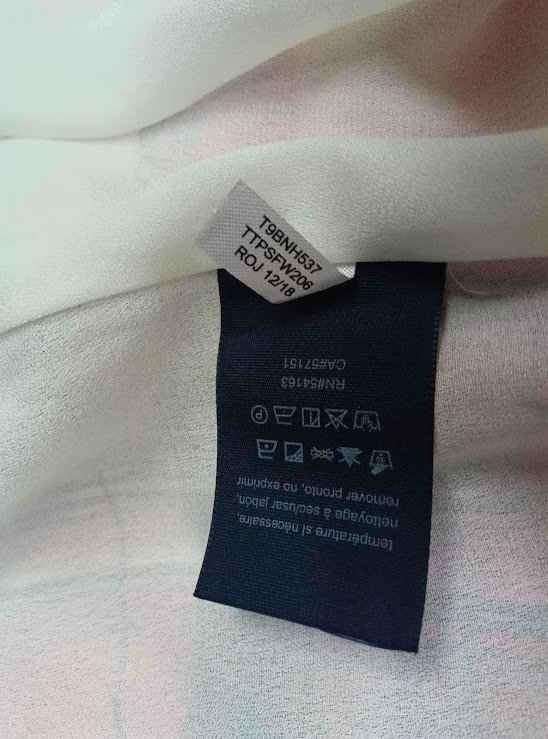 T9BNH537
TTPSFW206
ROJ 12/18
température si nécessaire,
nettoyage à sec/usar jabón,
remover pronto, no exprimir
P
RN#54163
CA#57151